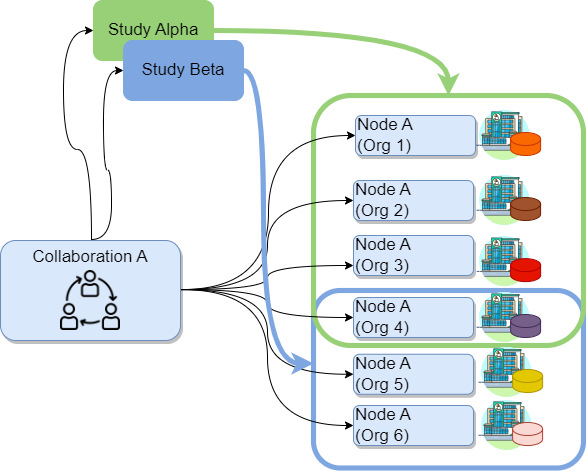 Study Alpha
Study Beta
Collaboration A
Node A
(Org 1)
Node A
(Org 2)
Node A
(Org 3)
Node A
(Org 4)
Node A
(Org 5)
Node A
(Org 6)